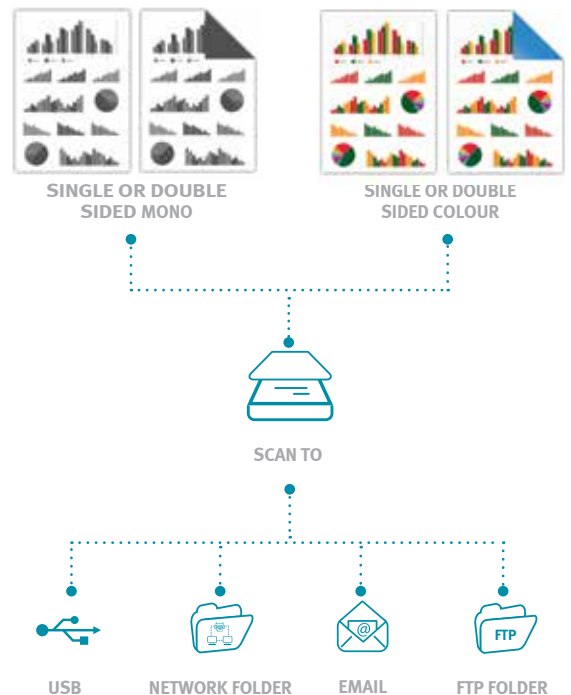 SINGLE OR DOUBLE
SIDED MONO
SINGLE OR DOUBLE
SIDED COLOUR
SCAN TO
@
FTP
USB
NETWORK FOLDER
EMAIL
FTP FOLDER